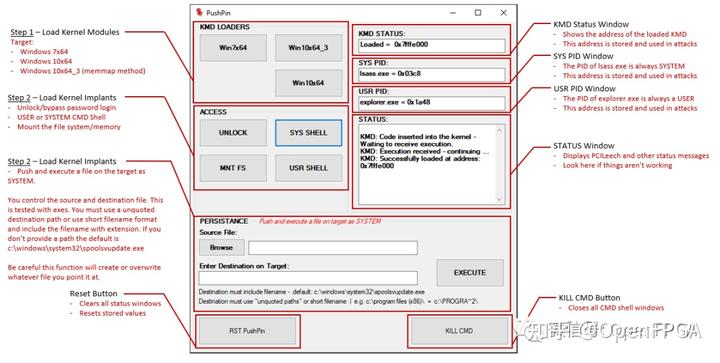 PushPin
Step 1 – Load Kernel Modules
Target:
- Windows 7x64
- Windows 10x64
- Windows 10x64_3 (memmap method)
Step 2 – Load Kernel Implants
- Unlock/bypass password login
- USER or SYSTEM CMD Shell
- Mount the File system/memory
Step 2 – Load Kernel Implants
- Push and execute a file on the target as
SYSTEM.
You control the source and destination file. This
is tested with exes. You must use a unquoted
destination path or use short filename format
and include the filename with extension. If you
don't provide a path the default is
c:\windows\system32\spoolsvupdate.exe
Be careful this function will create or overwrite
whatever file you point it at.
Reset Button
- Clears all status windows
- Resets stored values
KMD LOADERS
Win7x64
Win10x64_3
Win10x64
ACCESS
UNLOCK
SYS SHELL
MNT FS
USR SHELL
KMD STATUS:
Loaded = 0x7fffe000
SYS PID:
lsass.exe = 0x03c8
USR PID:
explorer.exe = 0x1a48
STATUS:
KMD: Code inserted into the kernel -
Waiting to receive execution.
KMD: Execution received - continuing ...
KMD: Successfully loaded at address:
0x7fffe000
PERSISTANCE Push and execute a file on target as SYSTEM
Source File:
Browse
Enter Destination on Target:
EXECUTE
Destination must include filename - default: c:\windows\system32\spoolsvupdate.exe
Destination must use "unquoted paths" or short filename | e.g. c:\program files (x86)\ = c:\PROGRA~2\
RST PushPin
KILL CMD
KMD Status Window
- Shows the address of the loaded KMD
- This address is stored and used in attacks
SYS PID Window
- The PID of lsass.exe is always SYSTEM
- This address is stored and used in attacks
USR PID Window
- The PID of explorer.exe is always a USER
- This address is stored and used in attacks
STATUS Window
- Displays PCILeech and other status messages
- Look here if things aren't working
KILL CMD Button
- Closes all CMD shell windows
Open FPGA